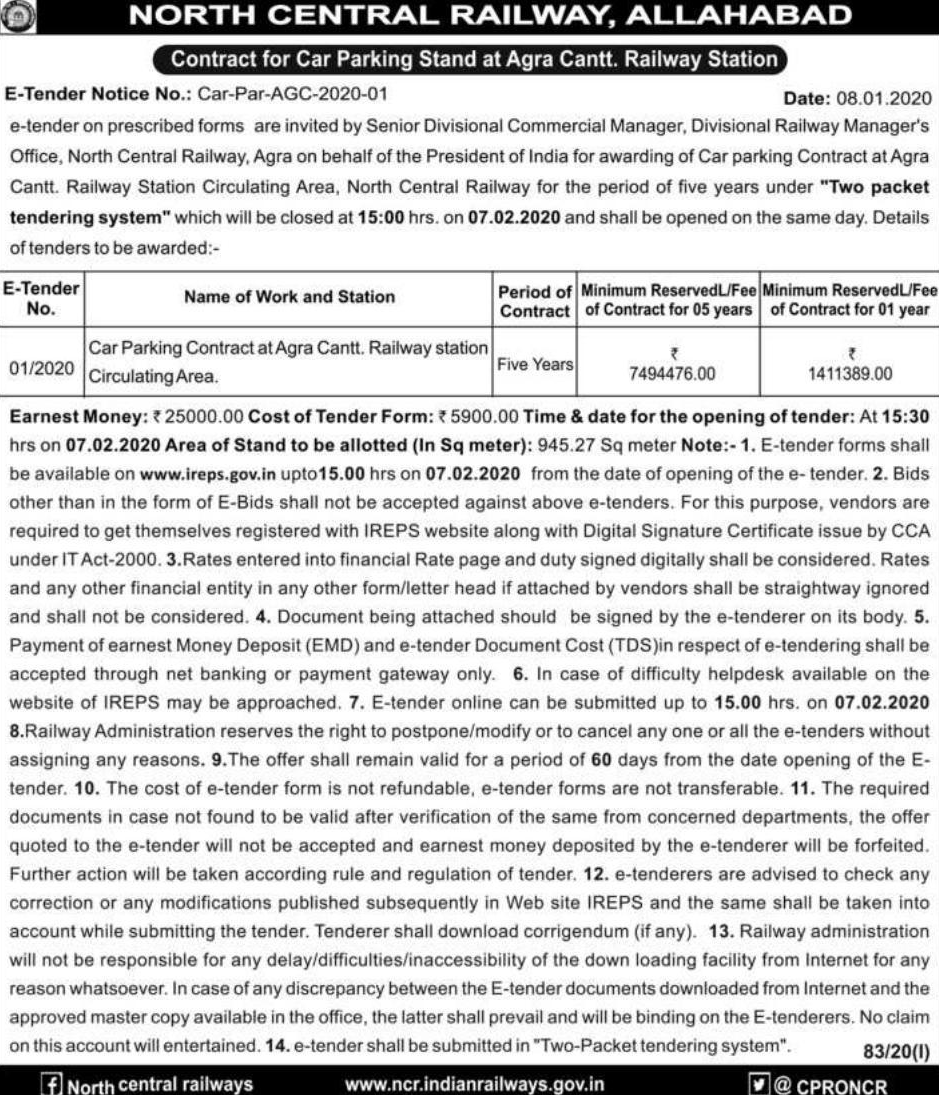 NORTH CENTRAL RAILWAY, ALLAHABAD
Contract for Car Parking Stand at Agra Cantt. Railway Station
E-Tender Notice No.: Car-Par-AGC-2020-01
Date: 08.01.2020
e-tender on prescribed forms are invited by Senior Divisional Commercial Manager, Divisional Railway Manager's
Office, North Central Railway, Agra on behalf of the President of India for awarding of Car parking Contract at Agra
Cantt. Railway Station Circulating Area, North Central Railway for the period of five years under "Two packet
tendering system" which will be closed at 15:00 hrs. on 07.02.2020 and shall be opened on the same day. Details
of tenders to be awarded:-
E-Tender No.
Name of Work and Station
Period of Contract
Minimum ReservedL/Fee of Contract for 05 years
Minimum ReservedL/Fee of Contract for 01 year
01/2020
Car Parking Contract at Agra Cantt. Railway station
Circulating Area.
Five Years
₹
7494476.00
₹
1411389.00
Earnest Money: ₹ 25000.00 Cost of Tender Form: ₹ 5900.00 Time & date for the opening of tender: At 15:30
hrs on 07.02.2020 Area of Stand to be allotted (In Sq meter): 945.27 Sq meter Note:- 1. E-tender forms shall
be available on www.ireps.gov.in upto15.00 hrs on 07.02.2020 from the date of opening of the e- tender. 2. Bids
other than in the form of E-Bids shall not be accepted against above e-tenders. For this purpose, vendors are
required to get themselves registered with IREPS website along with Digital Signature Certificate issue by CCA
under IT Act-2000. 3.Rates entered into financial Rate page and duty signed digitally shall be considered. Rates
and any other financial entity in any other form/letter head if attached by vendors shall be straightway ignored
and shall not be considered. 4. Document being attached should be signed by the e-tenderer on its body. 5.
Payment of earnest Money Deposit (EMD) and e-tender Document Cost (TDS)in respect of e-tendering shall be
accepted through net banking or payment gateway only. 6. In case of difficulty helpdesk available on the
website of IREPS may be approached. 7. E-tender online can be submitted up to 15.00 hrs. on 07.02.2020
8.Railway Administration reserves the right to postpone/modify or to cancel any one or all the e-tenders without
assigning any reasons. 9.The offer shall remain valid for a period of 60 days from the date opening of the E-
tender. 10. The cost of e-tender form is not refundable, e-tender forms are not transferable. 11. The required
documents in case not found to be valid after verification of the same from concerned departments, the offer
quoted to the e-tender will not be accepted and earnest money deposited by the e-tenderer will be forfeited.
Further action will be taken according rule and regulation of tender. 12. e-tenderers are advised to check any
correction or any modifications published subsequently in Web site IREPS and the same shall be taken into
account while submitting the tender. Tenderer shall download corrigendum (if any). 13. Railway administration
will not be responsible for any delay/difficulties/inaccessibility of the down loading facility from Internet for any
reason whatsoever. In case of any discrepancy between the E-tender documents downloaded from Internet and the
approved master copy available in the office, the latter shall prevail and will be binding on the E-tenderers. No claim
on this account will entertained. 14. e-tender shall be submitted in "Two-Packet tendering system".
83/20(I)
North central railways
www.ncr.indianrailways.gov.in
@ CPRONCR